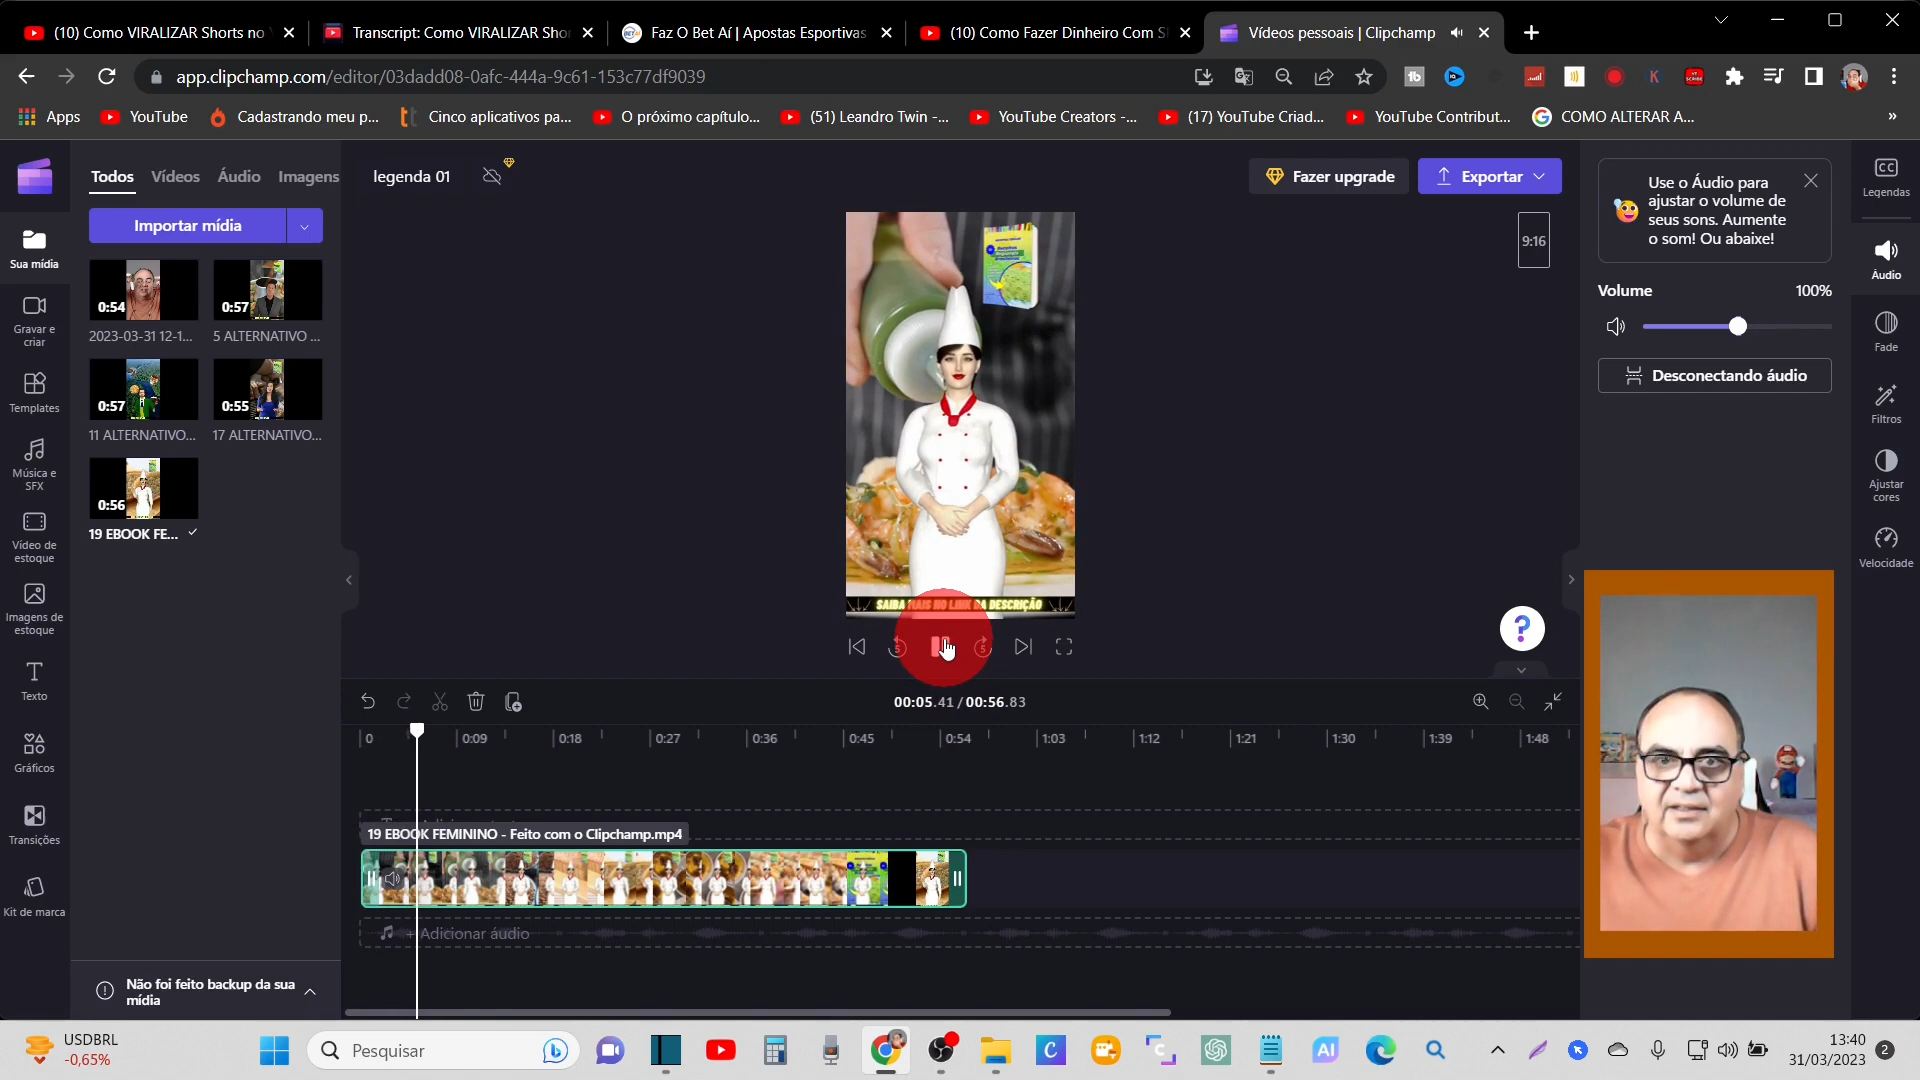 (10) Como VIRALIZAR Shorts no
Transcript: Como VIRALIZAR Shor
Faz O Bet Aí | Apostas Esportivas
(10) Como Fazer Dinheiro Com S
Vídeos pessoais | Clipchamp
app.clipchamp.com/editor/03dadd08-0afc-444a-9c61-153c77df9039
Apps
YouTube
Cadastrando meu p...
Cinco aplicativos pa...
O próximo capítulo...
(51) Leandro Twin -...
YouTube Creators -...
(17) YouTube Criad...
YouTube Contribut...
COMO ALTERAR A...
»
Todos
Vídeos
Áudio
Imagens
legenda 01
Fazer upgrade
Exportar
Importar mídia
Sua mídia
Gravar e
criar
Templates
Música e
SFX
Vídeo de
estoque
Imagens de
estoque
Texto
Gráficos
Transições
Kit de marca
0:54
2023-03-31 12-1...
0:57
5 ALTERNATIVO ...
0:57
11 ALTERNATIVO...
0:55
17 ALTERNATIVO...
0:56
19 EBOOK FE...
Não foi feito backup da sua
mídia
9:16
SAIBA MAIS NO LINK DA DESCRIÇÃO
5
5
?
00:05.41 / 00:56.83
0
0:09
0:18
0:27
0:36
0:45
0:54
1:03
1:12
1:21
1:30
1:39
1:48
19 EBOOK FEMININO - Feito com o Clipchamp.mp4
+ Adicionar áudio
Use o Áudio para
ajustar o volume de
seus sons. Aumente
o som! Ou abaixe!
Volume
100%
Desconectando áudio
CC
Legendas
Áudio
Fade
Filtros
Ajustar
cores
Velocidade
USDBRL
-0,65%
Pesquisar
C
AI
13:40
31/03/2023
2